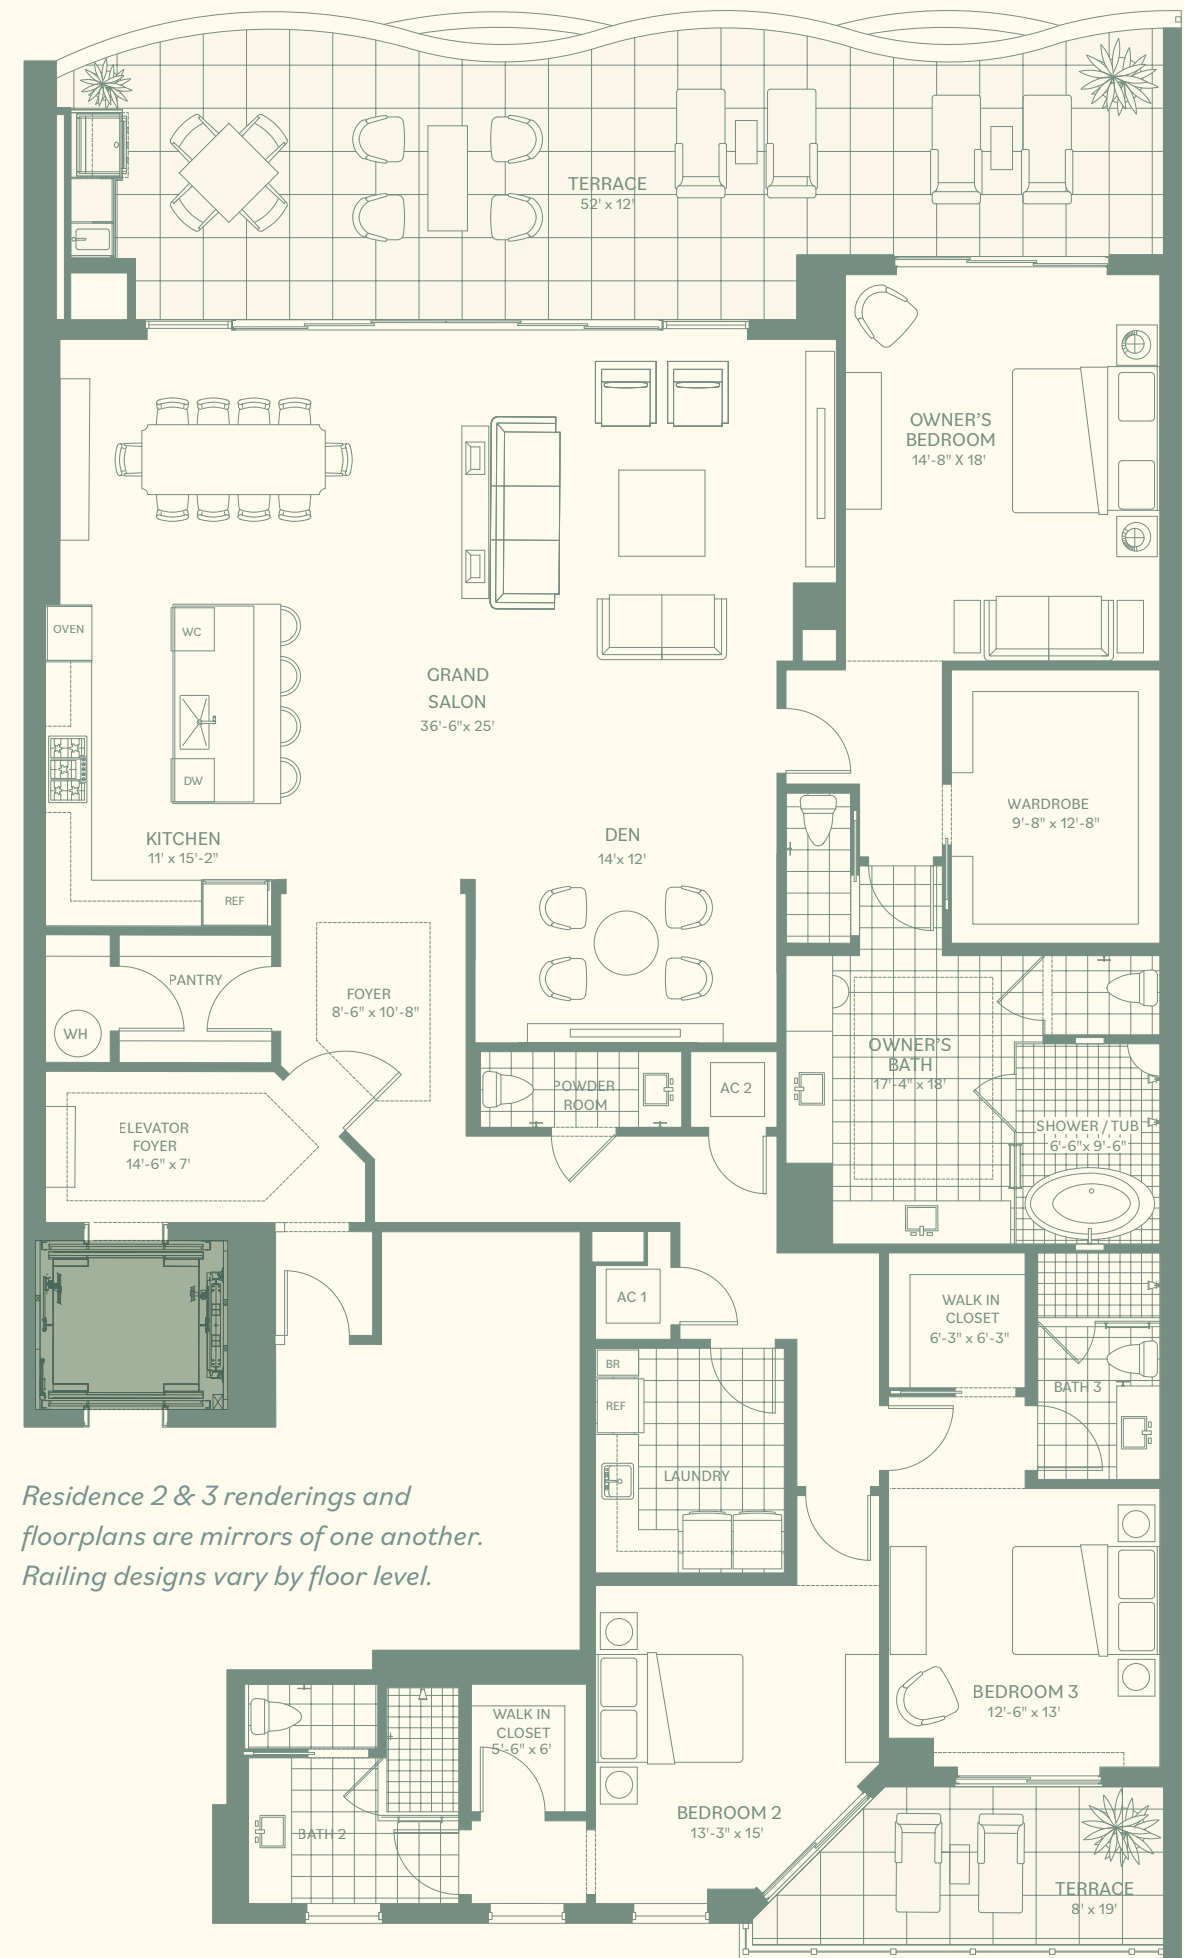 TERRACE
52' x 12'
OWNER'S
BEDROOM
14'-8" X 18'
OVEN
WC
GRAND
SALON
36'-6"x 25'
DW
KITCHEN
11' x 15'-2"
DEN
14'x 12'
WARDROBE
9'-8" x 12'-8"
REF
PANTRY
FOYER
8'-6" x 10'-8"
WH
OWNER'S
BATH
17'-4" x 18'
POWDER
ROOM
AC 2
ELEVATOR
FOYER
14'-6" x 7'
SHOWER / TUB
6'-6"x 9'-6"
AC 1
WALK IN
CLOSET
6'-3" x 6'-3"
BR
REF
BATH 3
LAUNDRY
Residence 2 & 3 renderings and
floorplans are mirrors of one another.
Railing designs vary by floor level.
WALK IN
CLOSET
5'-6" x 6'
BEDROOM 3
12'-6" x 13'
BATH 2
BEDROOM 2
13'-3" x 15'
TERRACE
8' x 19'